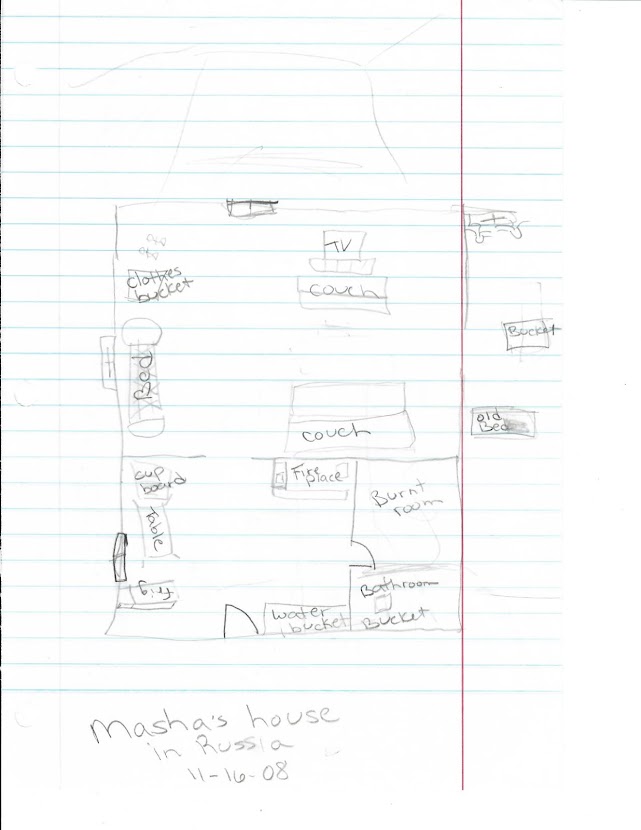 TV
clothes
bucket
couch
Bucket
Bed
old
Bed
couch
cup
board
Fire
place
Burnt
room
Table
frig
Bathroom
water
bucket
Bucket
Masha's house
in Russia
11-16-08